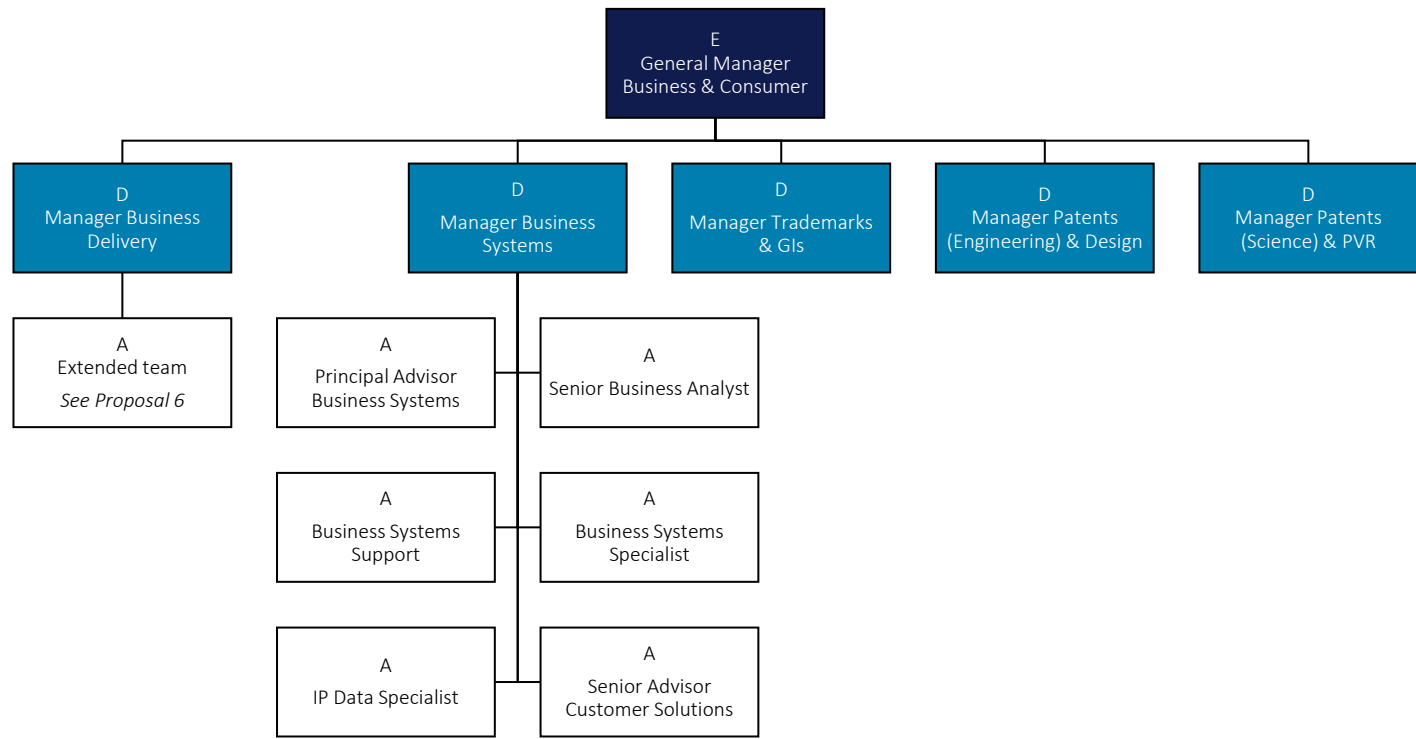 E
General Manager
Business & Consumer
D
Manager Business
Delivery
D
Manager Business
Systems
D
Manager Trademarks
& GIs
D
Manager Patents
(Engineering) & Design
D
Manager Patents
(Science) & PVR
A
Extended team
See Proposal 6
A
Principal Advisor
Business Systems
A
Senior Business Analyst
A
Business Systems
Support
A
Business Systems
Specialist
A
IP Data Specialist
A
Senior Advisor
Customer Solutions